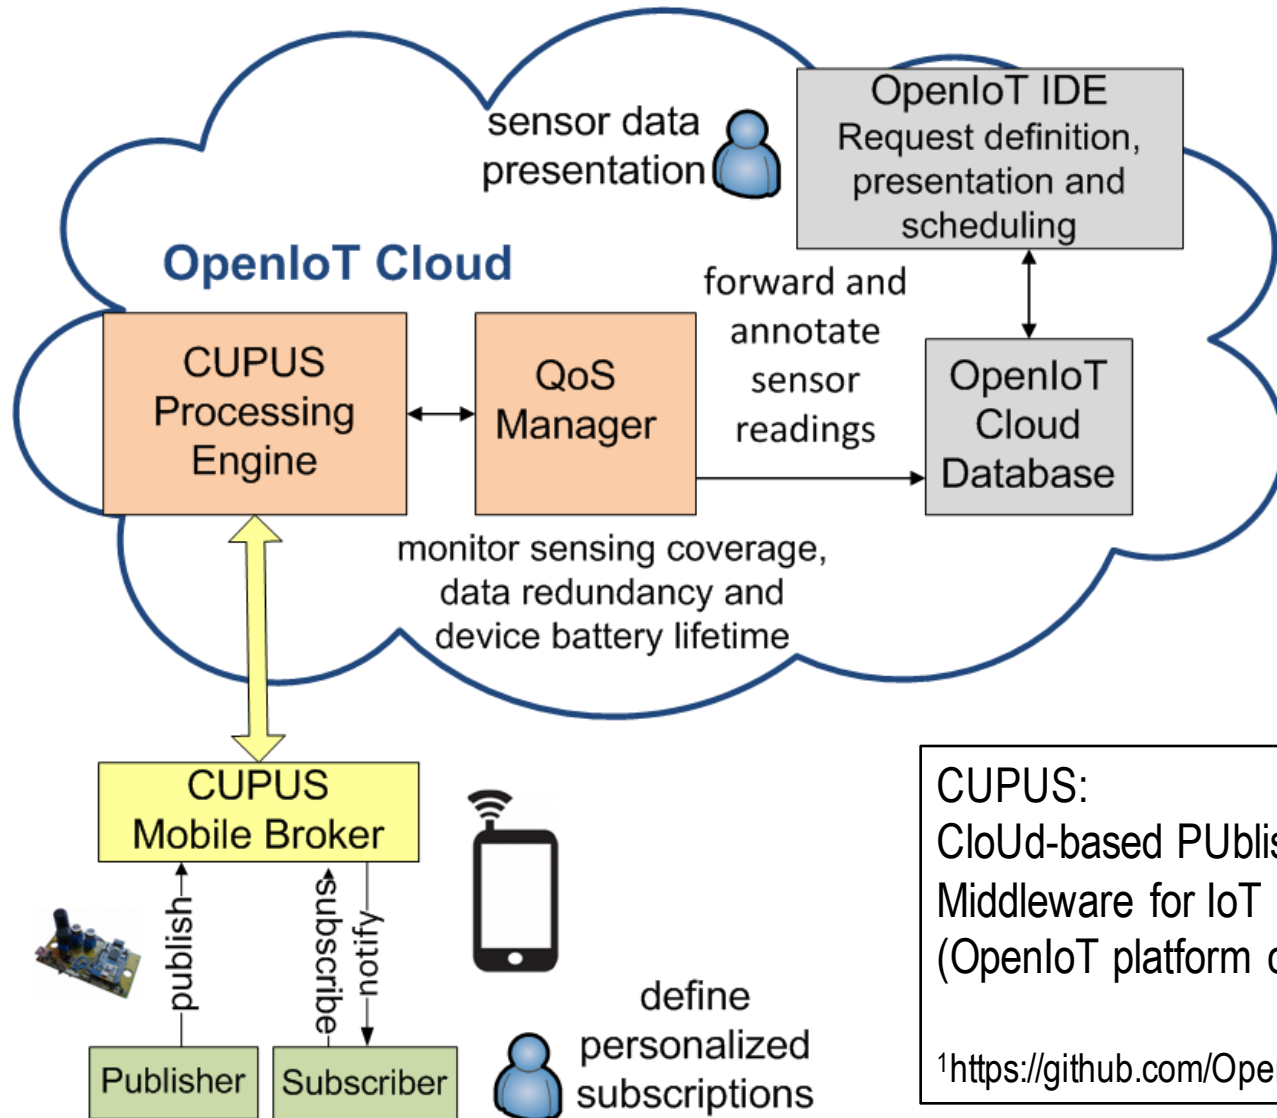 sensor data
presentation
OpenIoT IDE
Request definition,
presentation and
scheduling
OpenIoT Cloud
forward and
annotate
sensor
readings
CUPUS
Processing
Engine
QoS
Manager
OpenIoT
Cloud
Database
monitor sensing coverage,
data redundancy and
device battery lifetime
CUPUS
Mobile Broker
publish
subscribe
notify
Publisher
Subscriber
define
personalized
subscriptions
CUPUS:
CloUd-based PUblis
Middleware for IoT
(OpenIoT platform
¹https://github.com/Open